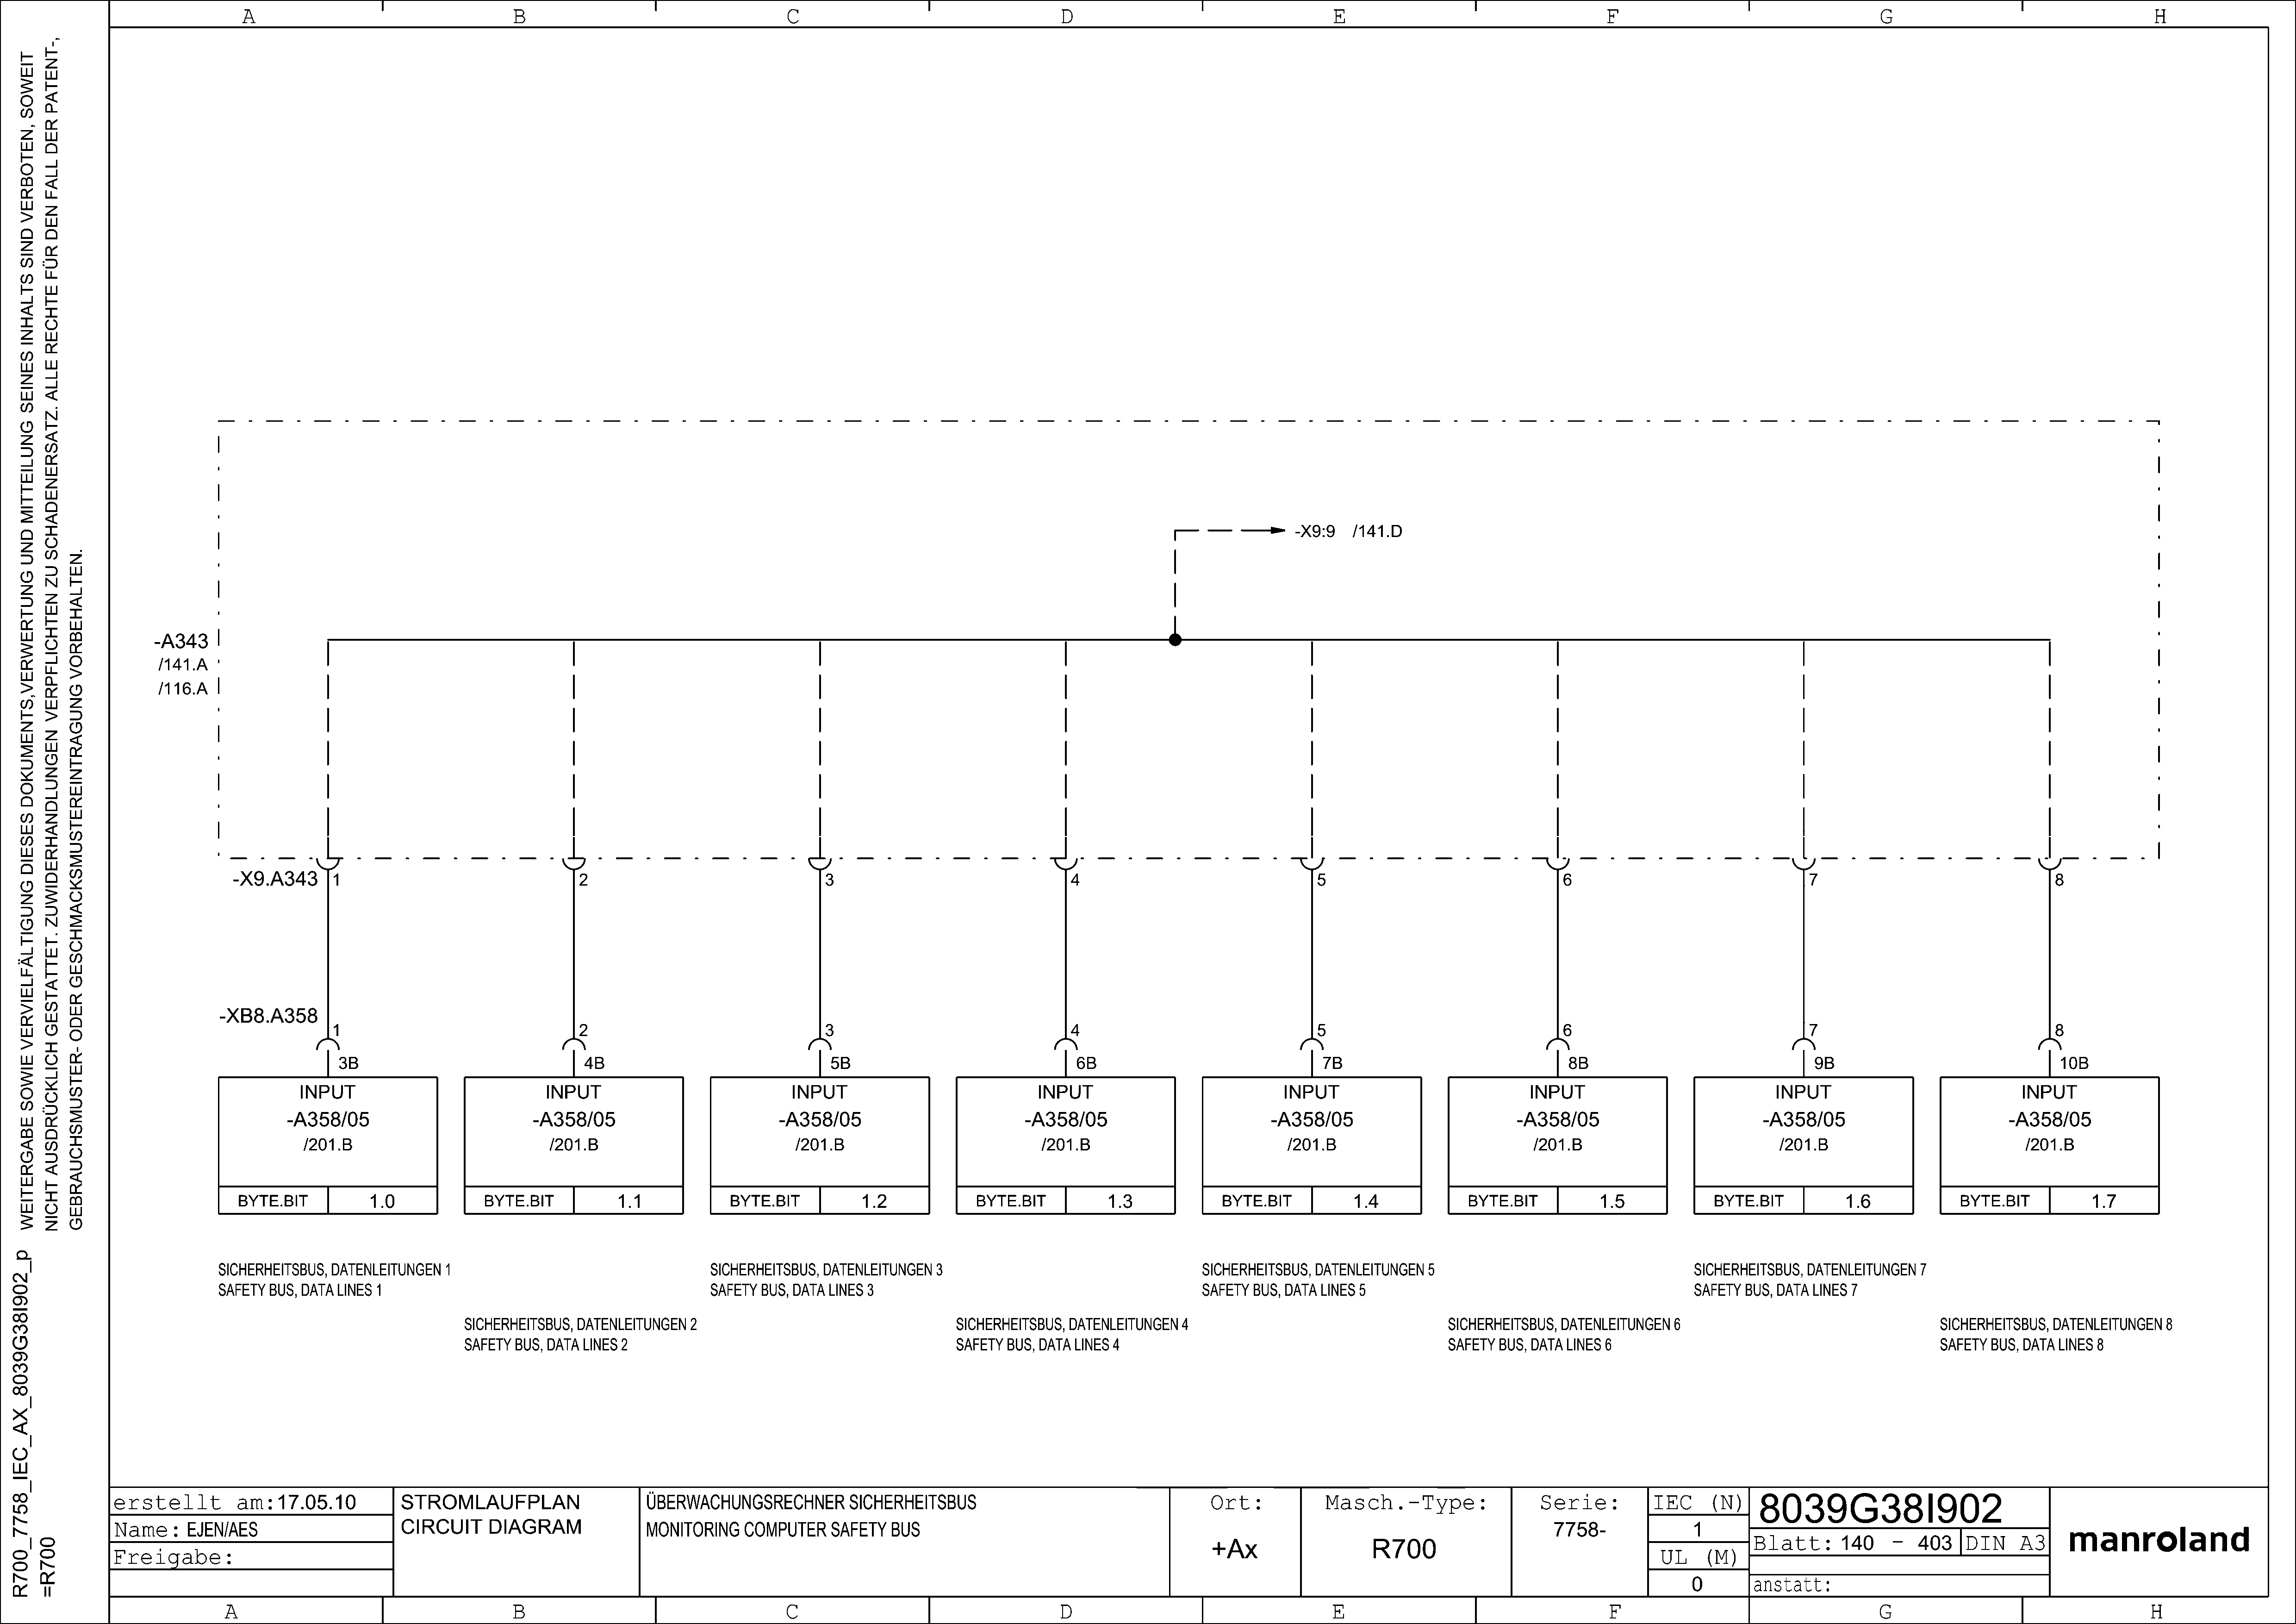 A B C D E F G H
WEITERGABE SOWIE VERVIELFÄLTIGUNG DIESES DOKUMENTS,VERWERTUNG UND MITTEILUNG SEINES INHALTS SIND VERBOTEN, SOWEIT
NICHT AUSDRÜCKLICH GESTATTET. ZUWIDERHANDLUNGEN VERPFLICHTEN ZU SCHADENERSATZ. ALLE RECHTE FÜR DEN FALL DER PATENT-,
GEBRAUCHSMUSTER- ODER GESCHMACKSMUSTEREINTRAGUNG VORBEHALTEN.
R700_7758_IEC_AX_8039G38I902_p
=R700
-X9:9 /141.D
-A343
/141.A
/116.A
-X9.A343 1 2 3 4 5 6 7 8
-XB8.A358
1 2 3 4 5 6 7 8
3B 4B 5B 6B 7B 8B 9B 10B
INPUT INPUT INPUT INPUT INPUT INPUT INPUT INPUT
-A358/05 -A358/05 -A358/05 -A358/05 -A358/05 -A358/05 -A358/05 -A358/05
/201.B /201.B /201.B /201.B /201.B /201.B /201.B /201.B
BYTE.BIT 1.0 BYTE.BIT 1.1 BYTE.BIT 1.2 BYTE.BIT 1.3 BYTE.BIT 1.4 BYTE.BIT 1.5 BYTE.BIT 1.6 BYTE.BIT 1.7
SICHERHEITSBUS, DATENLEITUNGEN 1
SAFETY BUS, DATA LINES 1
SICHERHEITSBUS, DATENLEITUNGEN 2
SAFETY BUS, DATA LINES 2
SICHERHEITSBUS, DATENLEITUNGEN 3
SAFETY BUS, DATA LINES 3
SICHERHEITSBUS, DATENLEITUNGEN 4
SAFETY BUS, DATA LINES 4
SICHERHEITSBUS, DATENLEITUNGEN 5
SAFETY BUS, DATA LINES 5
SICHERHEITSBUS, DATENLEITUNGEN 6
SAFETY BUS, DATA LINES 6
SICHERHEITSBUS, DATENLEITUNGEN 7
SAFETY BUS, DATA LINES 7
SICHERHEITSBUS, DATENLEITUNGEN 8
SAFETY BUS, DATA LINES 8
erstellt am:17.05.10
Name: EJEN/AES
Freigabe:
STROMLAUFPLAN
CIRCUIT DIAGRAM
ÜBERWACHUNGSRECHNER SICHERHEITSBUS
MONITORING COMPUTER SAFETY BUS
Ort:
+Ax
Masch.-Type:
R700
Serie:
7758-
IEC (N)
1
UL (M)
0
8039G38I902
Blatt: 140 - 403 DIN A3
anstatt:
manroland
A B C D E F G H